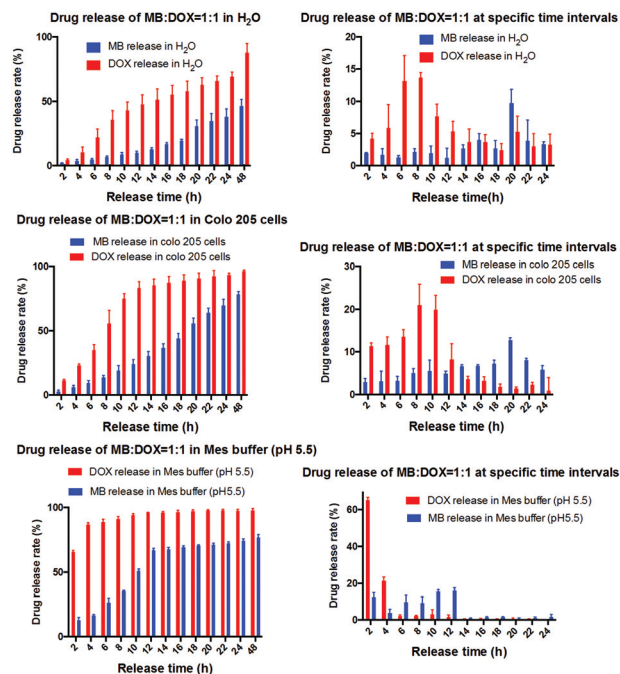 Drug release of MB:DOX=1:1 in H₂O
MB release in H₂O
DOX release in H₂O
Drug release rate (%)
100
50
0
2 4 6 8 10 12 14 16 18 20 22 24 48
Release time (h)
Drug release of MB:DOX=1:1 at specific time intervals
MB release in H₂O
DOX release in H₂O
Drug release rate (%)
20
15
10
5
0
2 4 6 8 10 12 14 16 18 20 22 24
Release time(h)
Drug release of MB:DOX=1:1 in Colo 205 cells
MB release in colo 205 cells
DOX release in colo 205 cells
Drug release rate (%)
100
50
0
2 4 6 8 10 12 14 16 18 20 22 24 48
Release time (h)
Drug release of MB:DOX=1:1 at specific time intervals
MB release in colo 205 cells
DOX release in colo 205 cells
Drug release rate (%)
30
20
10
0
2 4 6 8 10 12 14 16 18 20 22 24
Release time (h)
Drug release of MB:DOX=1:1 in Mes buffer (pH 5.5)
DOX release in Mes buffer (pH 5.5)
MB release in Mes buffer (pH5.5)
Drug release rate (%)
100
50
0
2 4 6 8 10 12 14 16 18 20 22 24 48
Release time (h)
Drug release of MB:DOX=1:1 at specific time intervals
DOX release in Mes buffer (pH 5.5)
MB release in Mes buffer (pH5.5)
Drug release rate (%)
60
40
20
0
2 4 6 8 10 12 14 16 18 20 22 24
Release time (h)